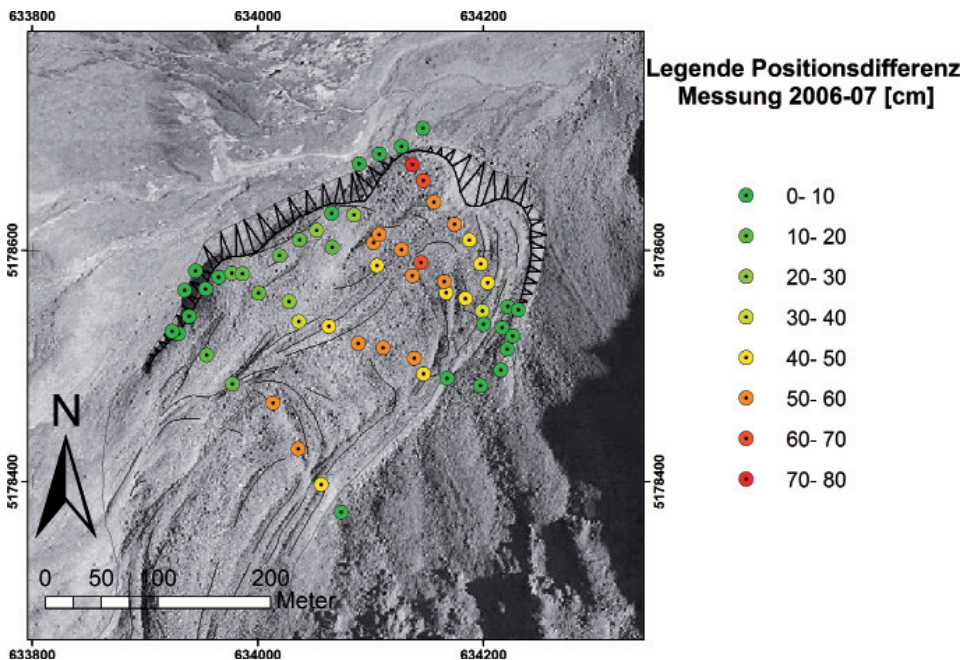 633800 634000 634200
Legende Positionsdifferenz
Messung 2006-07 [cm]
0- 10
10- 20
20- 30
30- 40
40- 50
50- 60
60- 70
70- 80
5178600 5178600
5178400 5178400
N
0 50 100 200
Meter
633800 634000 634200